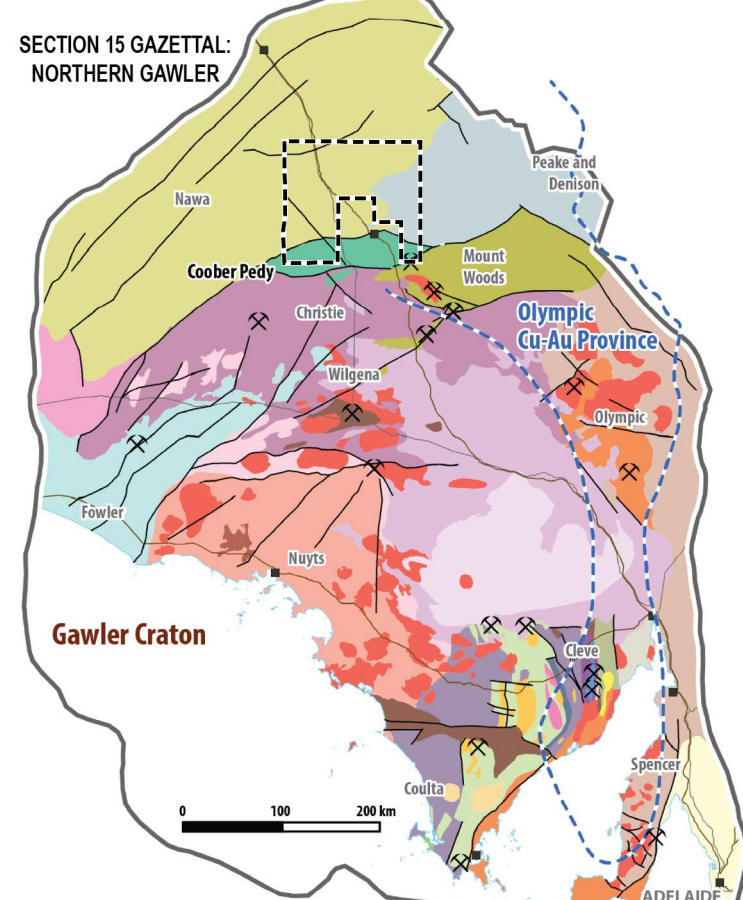 SECTION 15 GAZETTAL:
NORTHERN GAWLER
Peake and
Denison
Nawa
Mount
Woods
Coober Pedy
Christie
Olympic
Cu-Au Province
Wilgena
Olympic
Fowler
Nuyts
Gawler Craton
Cleve
Spencer
Coulta
0 100 200 km
ADELAIDE